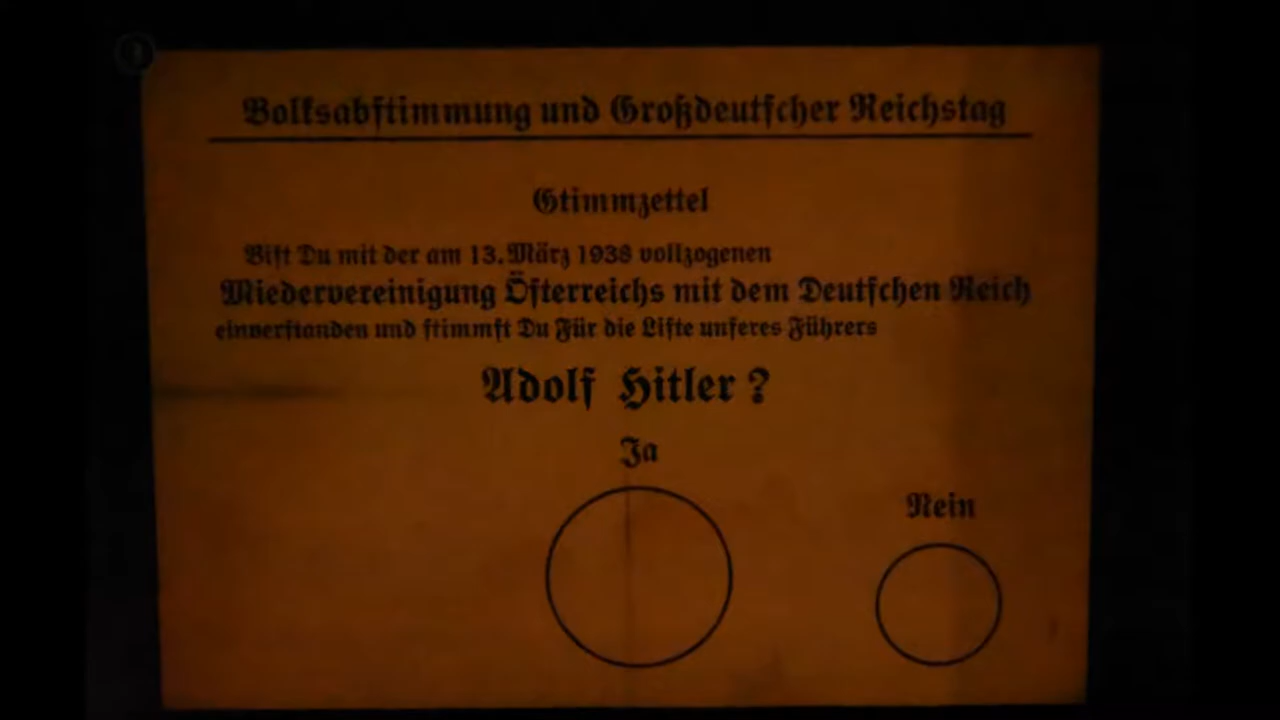 Volksabstimmung und Großdeutscher Reichstag
Stimmzettel
Bist Du mit der am 13. März 1938 vollzogenen
Wiedervereinigung Österreichs mit dem Deutschen Reich
einverstanden und stimmst Du Für die Liste unseres Führers
Adolf Hitler?
Ja
Nein